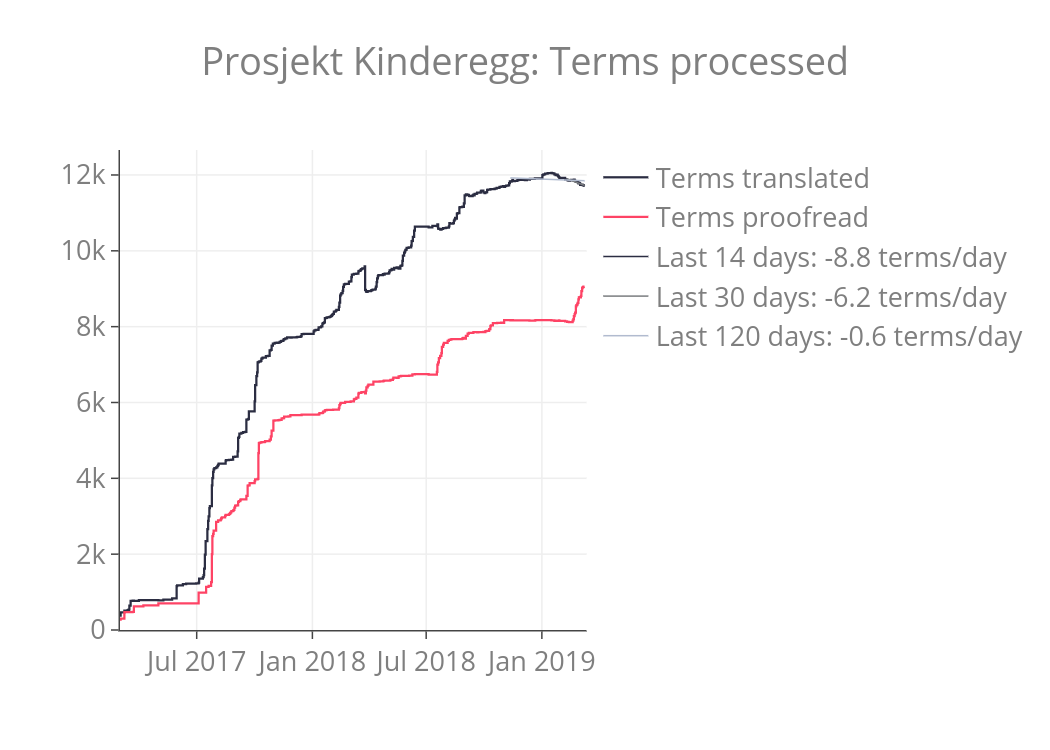 Prosjekt Kinderegg: Terms processed
12k
10k
8k
6k
4k
2k
0
Jul 2017 Jan 2018 Jul 2018 Jan 2019
Terms translated
Terms proofread
Last 14 days: -8.8 terms/day
Last 30 days: -6.2 terms/day
Last 120 days: -0.6 terms/day